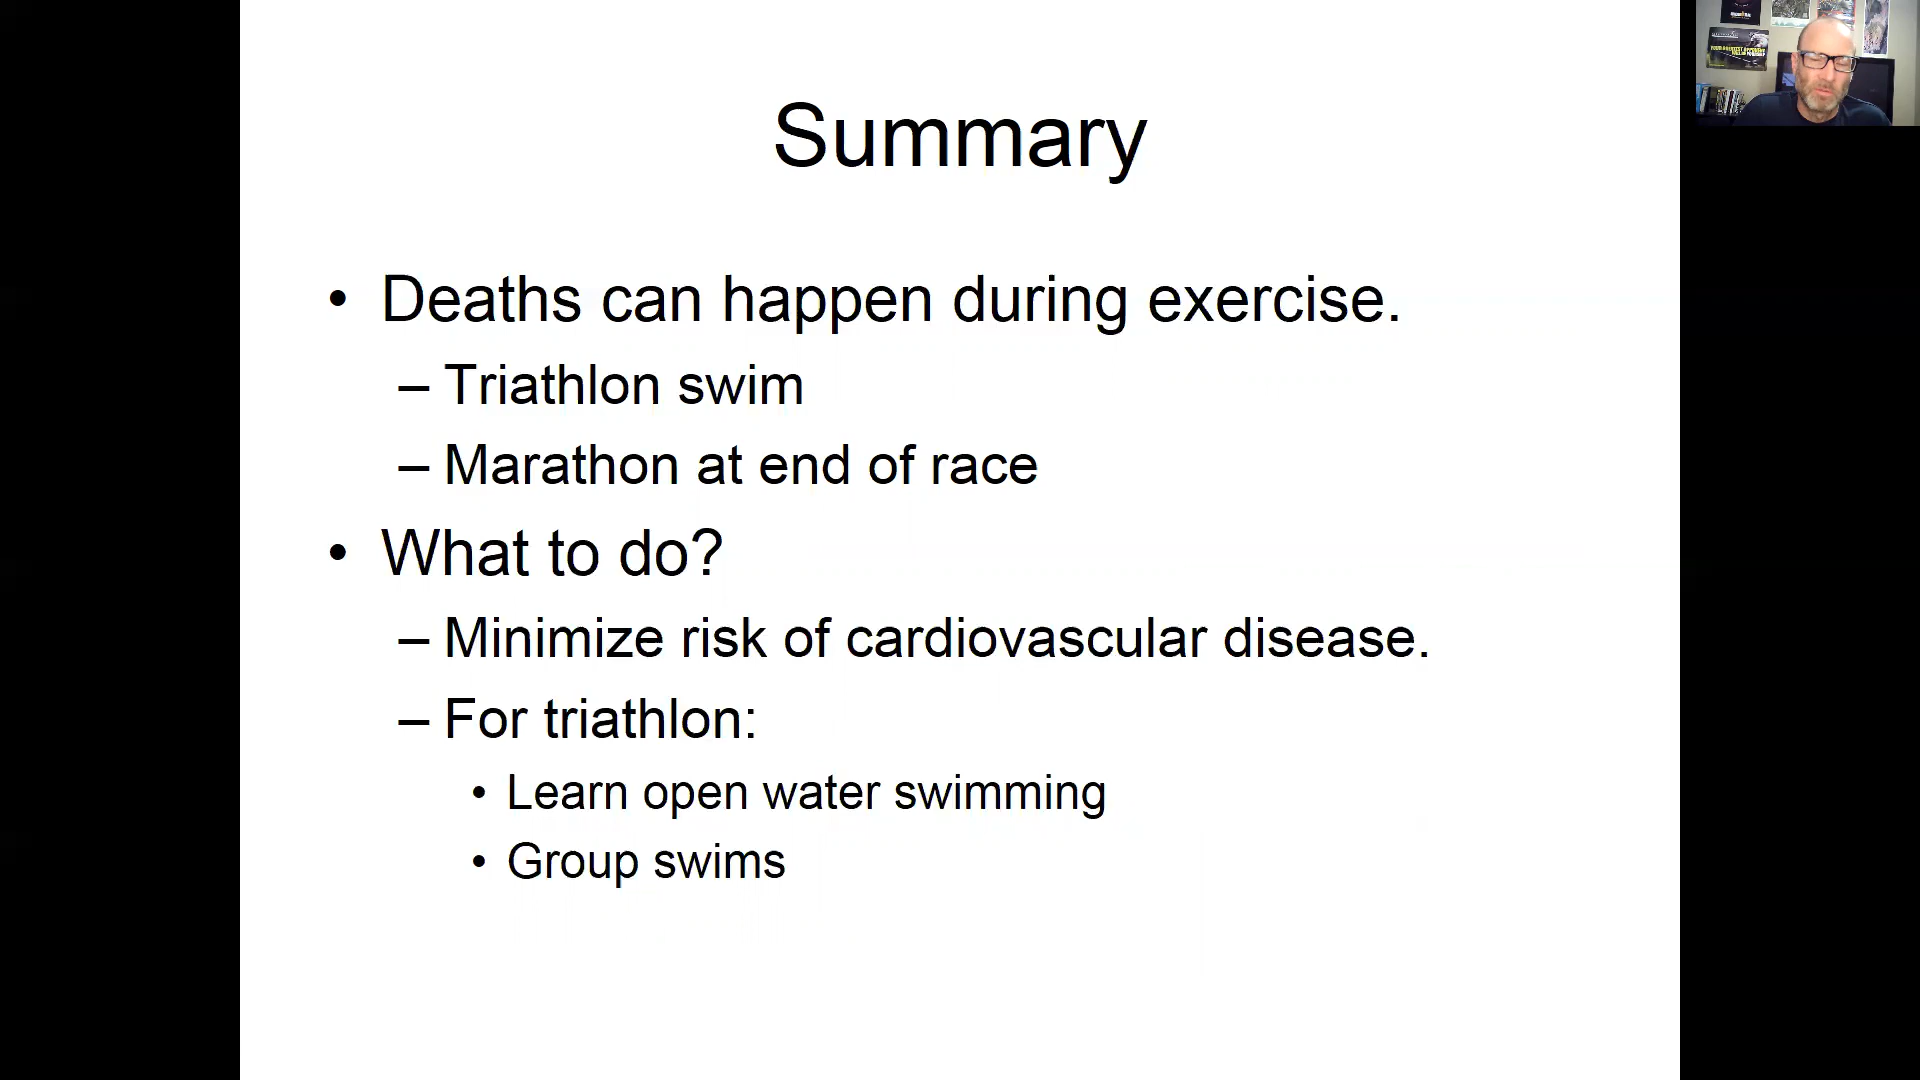 Summary
• Deaths can happen during exercise.
– Triathlon swim
– Marathon at end of race
• What to do?
– Minimize risk of cardiovascular disease.
– For triathlon:
• Learn open water swimming
• Group swims